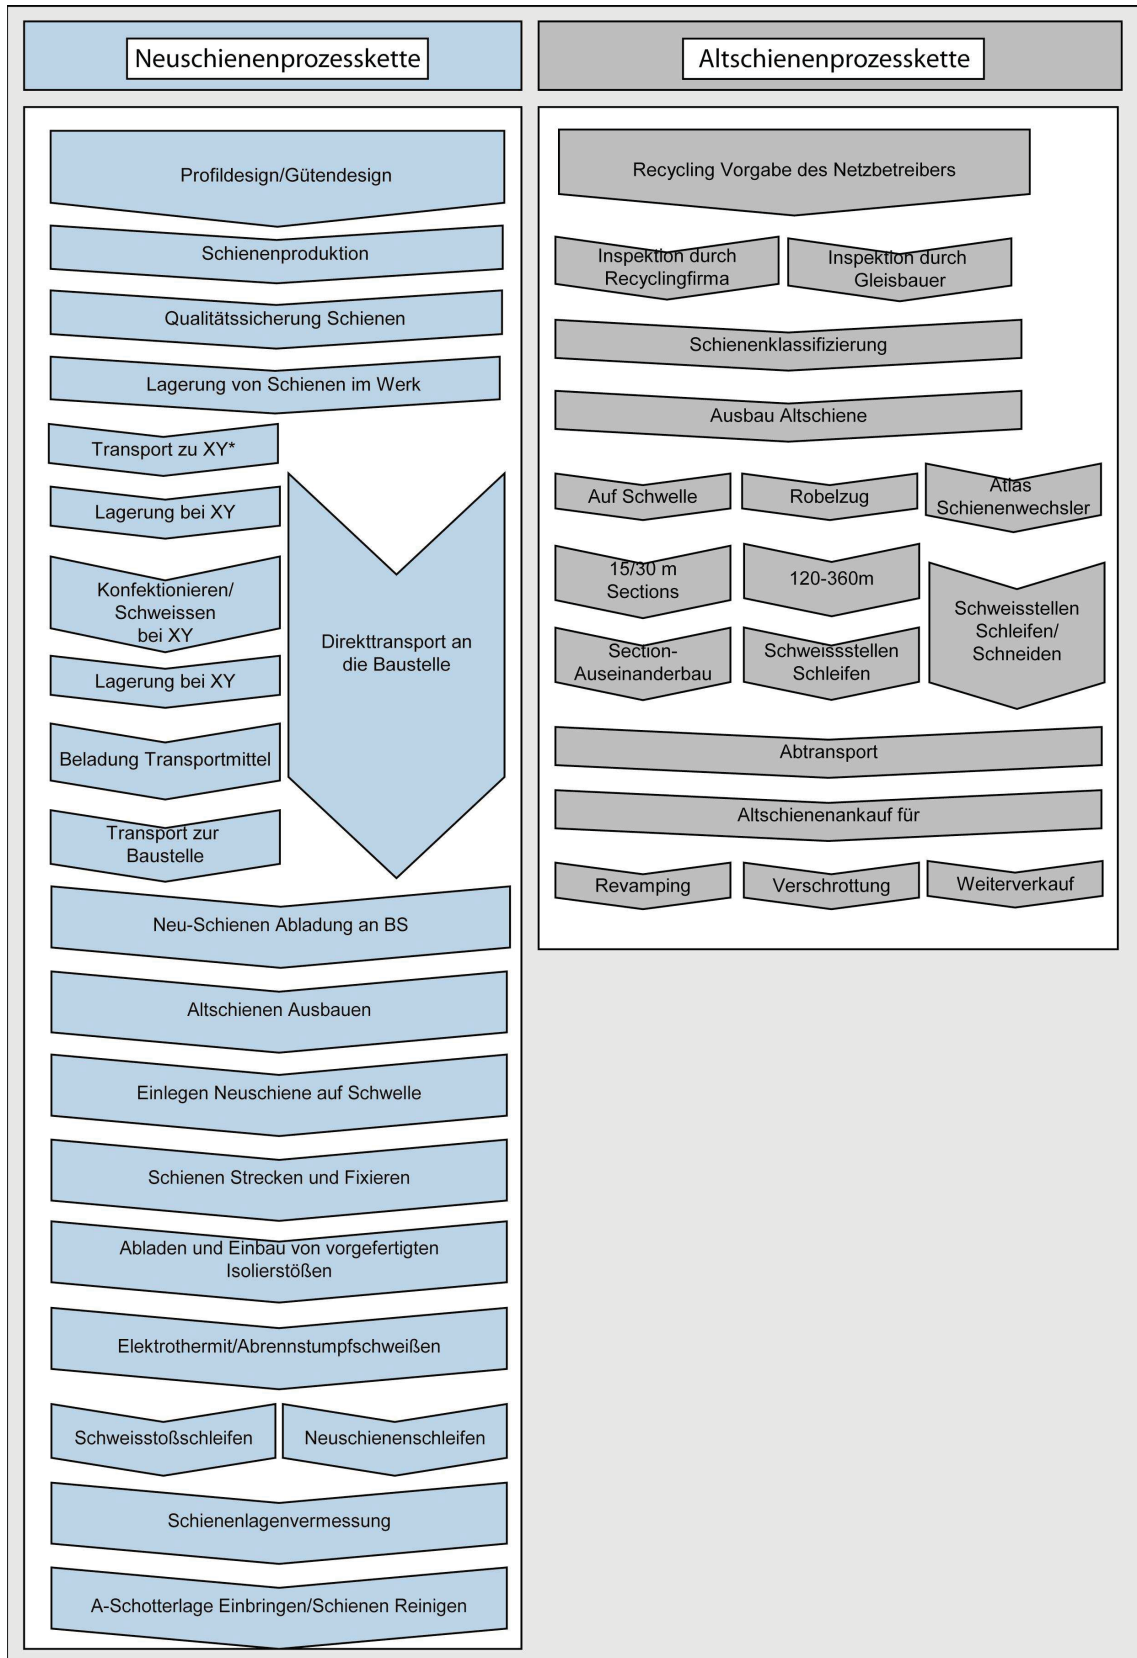 Neuschienenprozesskette
Profildesign/Gütendesign
Schienenproduktion
Qualitätssicherung Schienen
Lagerung von Schienen im Werk
Transport zu XY*
Lagerung bei XY
Konfektionieren/
Schweissen
bei XY
Lagerung bei XY
Beladung Transportmittel
Transport zur
Baustelle
Direkttransport an
die Baustelle
Neu-Schienen Abladung an BS
Altschienen Ausbauen
Einlegen Neuschiene auf Schwelle
Schienen Strecken und Fixieren
Abladen und Einbau von vorgefertigten
Isolierstößen
Elektrothermit/Abrennstumpfschweißen
Schweisstoßschleifen
Neuschienenschleifen
Schienenlagenvermessung
A-Schotterlage Einbringen/Schienen Reinigen
Altschienenprozesskette
Recycling Vorgabe des Netzbetreibers
Inspektion durch
Recyclingfirma
Inspektion durch
Gleisbauer
Schienenklassifizierung
Ausbau Altschiene
Auf Schwelle
Robelzug
Atlas
Schienenwechsler
15/30 m
Sections
120-360m
Schweisstellen
Schleifen/
Schneiden
Section-
Auseinanderbau
Schweissstellen
Schleifen
Abtransport
Altschienenankauf für
Revamping
Verschrottung
Weiterverkauf